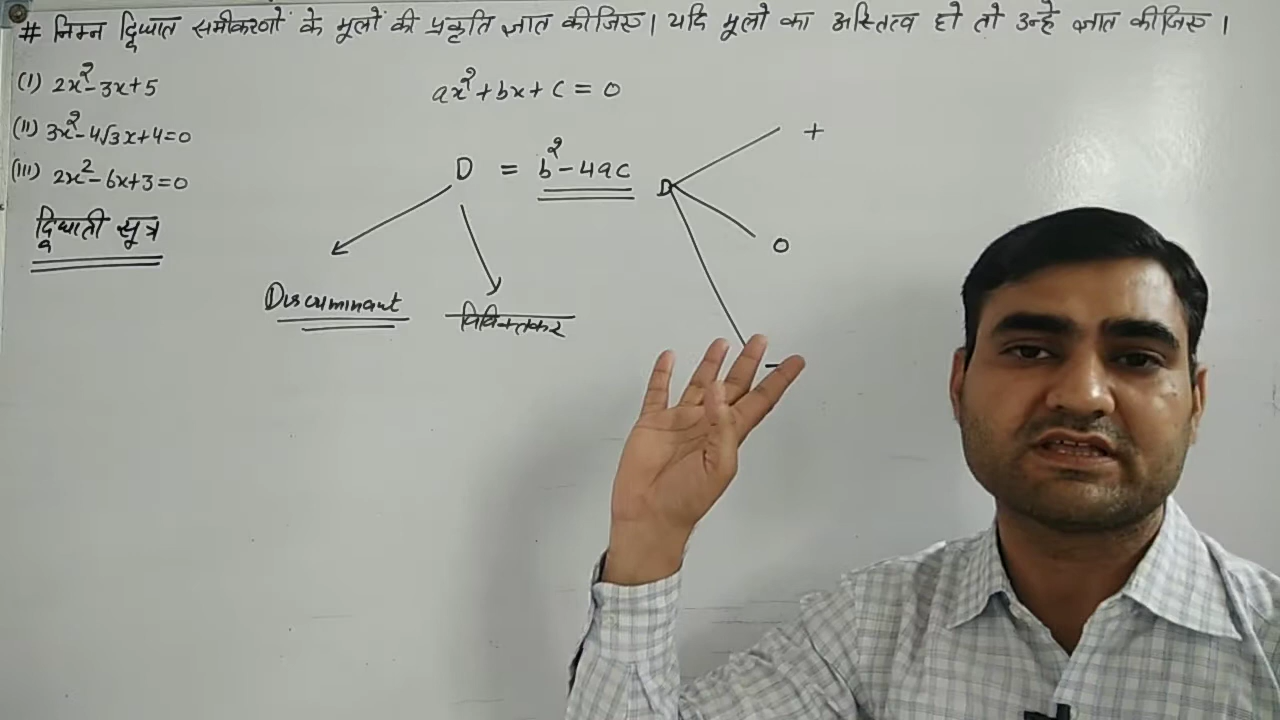 # निम्न द्विघात समीकरणों के मूलों की प्रकृति ज्ञात कीजिए। यदि मूलों का अस्तित्व हो तो उन्हे ज्ञात कीजिए।
(I) 2x²-3x+5
(II) 3x²-4√3x+4=0
(III) 2x²-6x+3=0
द्विघाती सूत्र
ax²+bx+c=0
D = b²-4ac
Discriminant
विविक्तकर
D
+
0
-